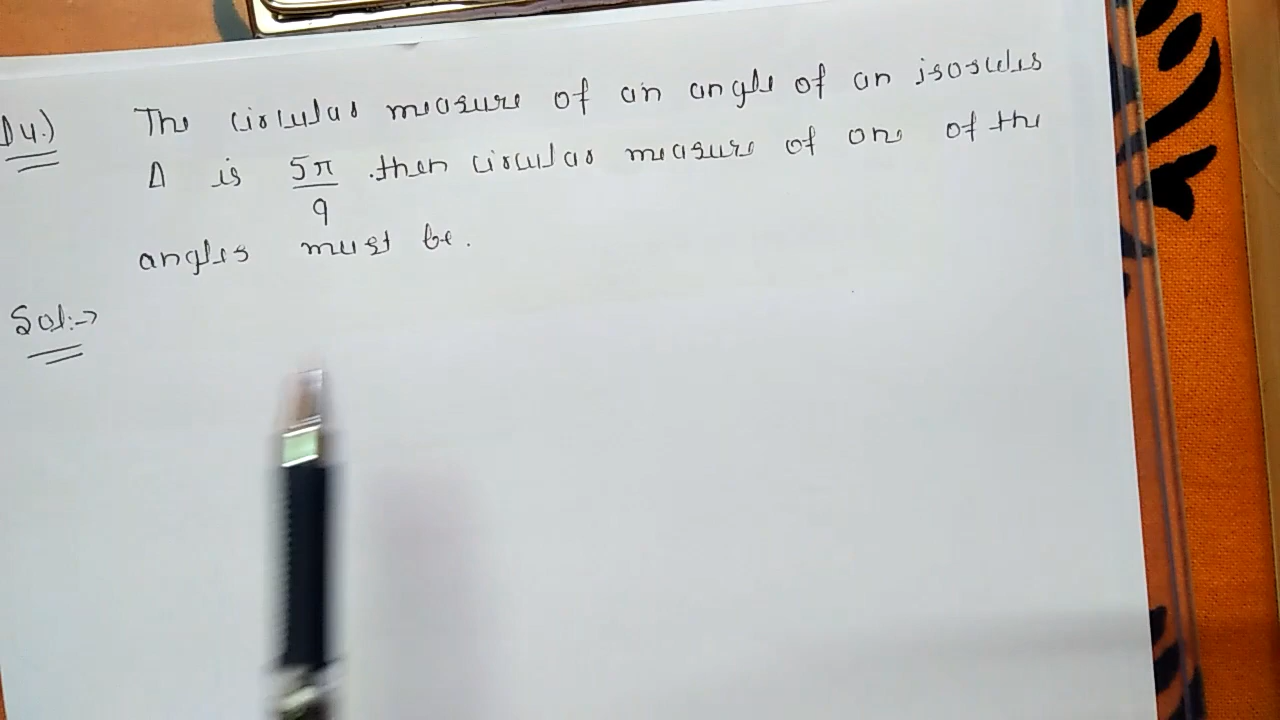 Q4.) The circular measure of an angle of an isosceles
Δ is 5π/9 .then circular measure of one of the
angles must be.
Sol:→